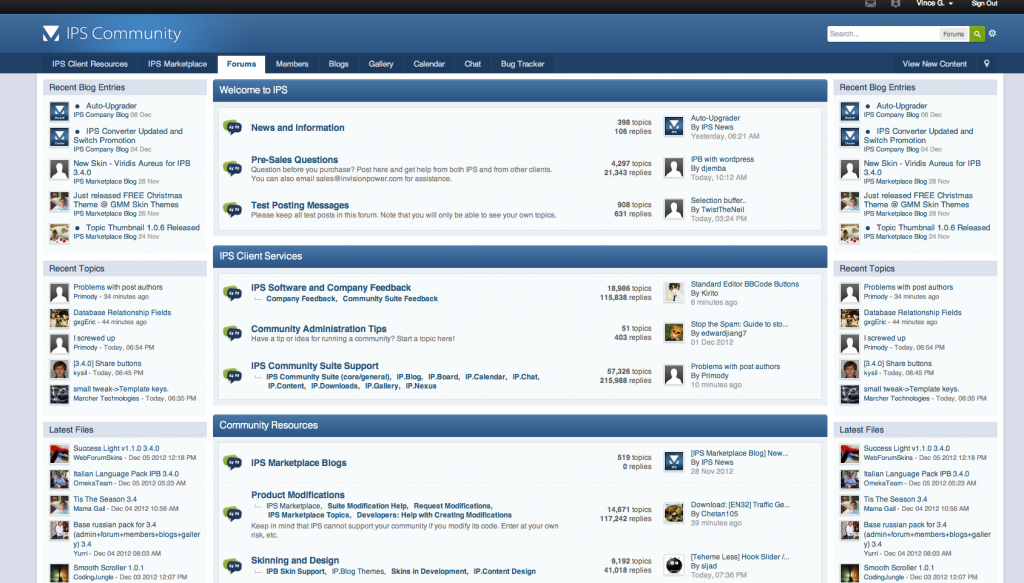 Vince G.
Sign Out
IPS Community
Search...
Forums
IPS Client Resources
IPS Marketplace
Forums
Members
Blogs
Gallery
Calendar
Chat
Bug Tracker
View New Content
Recent Blog Entries
Auto-Upgrader
IPS Company Blog 06 Dec
IPS Converter Updated and
Switch Promotion
IPS Company Blog 04 Dec
New Skin - Viridis Aureus for IPB
3.4.0
IPS Marketplace Blog 28 Nov
Just released FREE Christmas
Theme @ GMM Skin Themes
IPS Marketplace Blog 26 Nov
Topic Thumbnail 1.0.6 Released
IPS Marketplace Blog 24 Nov
Recent Topics
Problems with post authors
Primody - 34 minutes ago
Database Relationship Fields
gxgEric - 44 minutes ago
I screwed up
Primody - Today, 06:54 PM
[3.4.0] Share buttons
kysil - Today, 06:45 PM
small tweak->Template keys.
Marcher Technologies - Today, 06:35 PM
Latest Files
Success Light v1.1.0 3.4.0
WebForumSkins - Dec 05 2012 12:18 PM
Italian Language Pack IPB 3.4.0
OmekaTeam - Dec 05 2012 05:23 AM
Tis The Season 3.4
Mama Gail - Dec 04 2012 10:56 AM
Base russian pack for 3.4
(admin+forum+members+blogs+galler
y) 3.4
Yurri - Dec 04 2012 08:03 AM
Smooth Scroller 1.0.1
CodingJungle - Dec 03 2012 12:07 PM
Welcome to IPS
News and Information
398 topics
106 replies
Auto-Upgrader
By IPS News
Yesterday, 06:21 AM
Pre-Sales Questions
Question before you purchase? Post here and get help from both IPS and from other clients.
You can also email sales@invisionpower.com for assistance.
4,297 topics
21,343 replies
IPB with wordpress
By djemba
Today, 10:12 AM
Test Posting Messages
Please keep all test posts in this forum. Note that you will only be able to see your own topics.
908 topics
631 replies
Selection buffer..
By TwistTheNeil
Today, 03:24 PM
IPS Client Services
IPS Software and Company Feedback
Company Feedback, Community Suite Feedback
18,986 topics
115,838 replies
Standard Editor BBCode Buttons
By Kirito
6 minutes ago
Community Administration Tips
Have a tip or idea for running a community? Start a topic here!
51 topics
403 replies
Stop the Spam: Guide to sto...
By edwardjiang7
01 Dec 2012
IPS Community Suite Support
IPS Community Suite (core/general), IP.Blog, IP.Board, IP.Calendar, IP.Chat,
IP.Content, IP.Downloads, IP.Gallery, IP.Nexus
57,326 topics
215,988 replies
Problems with post authors
By Primody
10 minutes ago
Community Resources
IPS Marketplace Blogs
519 topics
0 replies
[IPS Marketplace Blog] New...
By IPS News
28 Nov 2012
Product Modifications
IPS Marketplace, Suite Modification Help, Request Modifications,
IPS Marketplace Topics, Developers: Help with Creating Modifications
Keep in mind that IPS cannot support your community if you modify its code. Enter at your own
risk, etc.
14,671 topics
117,242 replies
Download: [EN32] Traffic Ge...
By Chetan105
39 minutes ago
Skinning and Design
IPB Skin Support, IP.Blog Themes, Skins in Development, IP.Content Design
9,192 topics
41,018 replies
[Teheme Less] Hook Slider /...
By sijad
Today, 07:36 PM
Recent Blog Entries
Auto-Upgrader
IPS Company Blog 06 Dec
IPS Converter Updated and
Switch Promotion
IPS Company Blog 04 Dec
New Skin - Viridis Aureus for IPB
3.4.0
IPS Marketplace Blog 28 Nov
Just released FREE Christmas
Theme @ GMM Skin Themes
IPS Marketplace Blog 26 Nov
Topic Thumbnail 1.0.6 Released
IPS Marketplace Blog 24 Nov
Recent Topics
Problems with post authors
Primody - 34 minutes ago
Database Relationship Fields
gxgEric - 44 minutes ago
I screwed up
Primody - Today, 06:54 PM
[3.4.0] Share buttons
kysil - Today, 06:45 PM
small tweak->Template keys.
Marcher Technologies - Today, 06:35 PM
Latest Files
Success Light v1.1.0 3.4.0
WebForumSkins - Dec 05 2012 12:18 PM
Italian Language Pack IPB 3.4.0
OmekaTeam - Dec 05 2012 05:23 AM
Tis The Season 3.4
Mama Gail - Dec 04 2012 10:56 AM
Base russian pack for 3.4
(admin+forum+members+blogs+galler
y) 3.4
Yurri - Dec 04 2012 08:03 AM
Smooth Scroller 1.0.1
CodingJungle - Dec 03 2012 12:07 PM